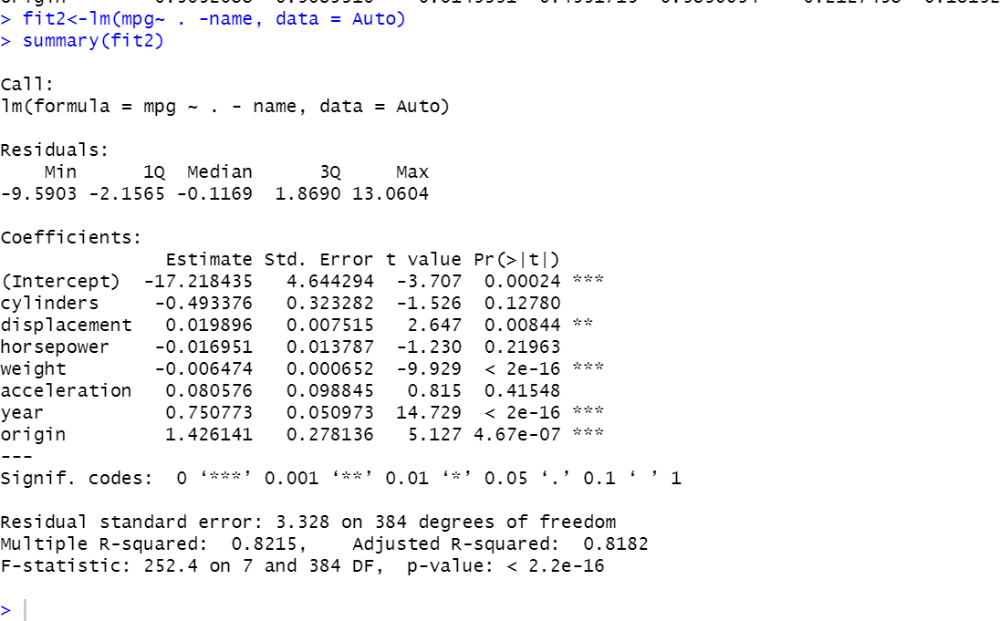 > fit2<-lm(mpg~ . -name, data = Auto)
> summary(fit2)
Call:
lm(formula = mpg ~ . - name, data = Auto)
Residuals:
    Min      1Q  Median      3Q     Max
-9.5903 -2.1565 -0.1169  1.8690 13.0604
Coefficients:
               Estimate Std. Error t value Pr(>|t|)
(Intercept)  -17.218435   4.644294  -3.707  0.00024 ***
cylinders     -0.493376   0.323282  -1.526  0.12780
displacement   0.019896   0.007515   2.647  0.00844 **
horsepower    -0.016951   0.013787  -1.230  0.21963
weight        -0.006474   0.000652  -9.929  < 2e-16 ***
acceleration   0.080576   0.098845   0.815  0.41548
year           0.750773   0.050973  14.729  < 2e-16 ***
origin         1.426141   0.278136   5.127 4.67e-07 ***
---
Signif. codes:  0 ‘***’ 0.001 ‘**’ 0.01 ‘*’ 0.05 ‘.’ 0.1 ‘ ’ 1
Residual standard error: 3.328 on 384 degrees of freedom
Multiple R-squared:  0.8215,    Adjusted R-squared:  0.8182
F-statistic: 252.4 on 7 and 384 DF,  p-value: < 2.2e-16
>